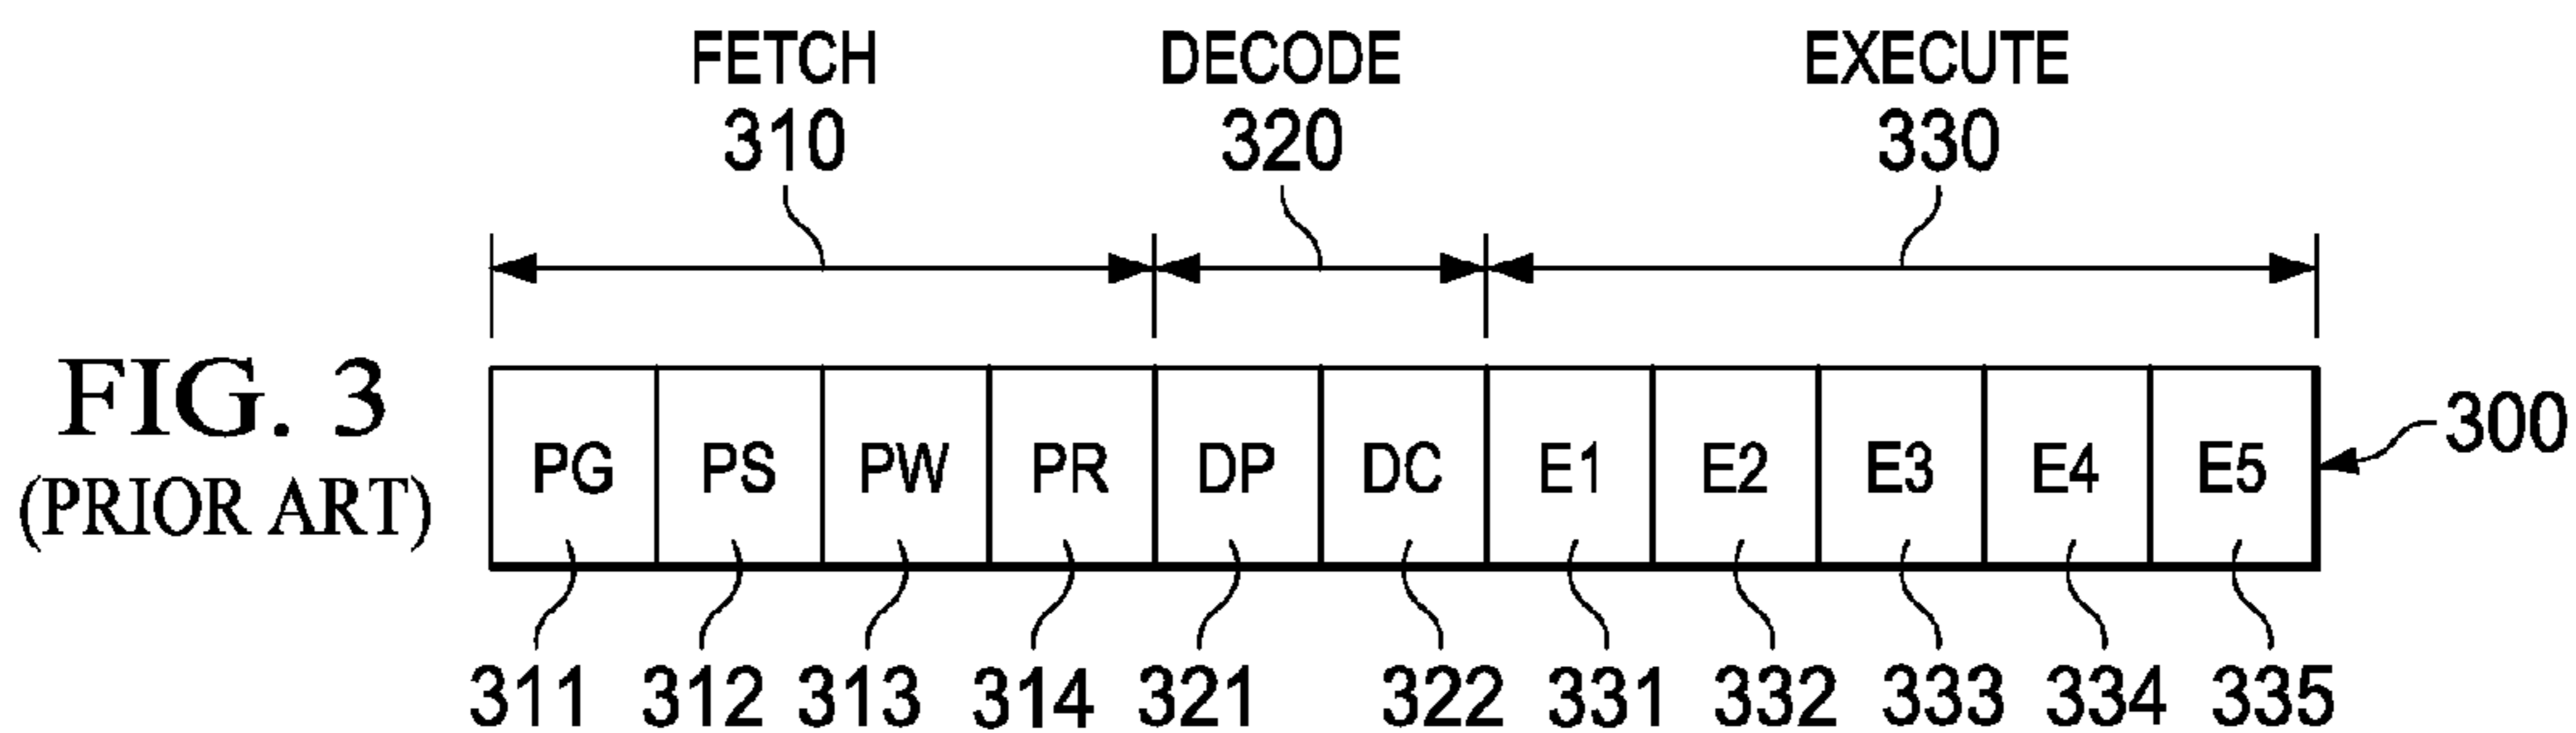 FETCH DECODE EXECUTE
310 320 330
FIG. 3
(PRIOR ART)
PG PS PW PR DP DC E1 E2 E3 E4 E5
300
311 312 313 314 321 322 331 332 333 334 335